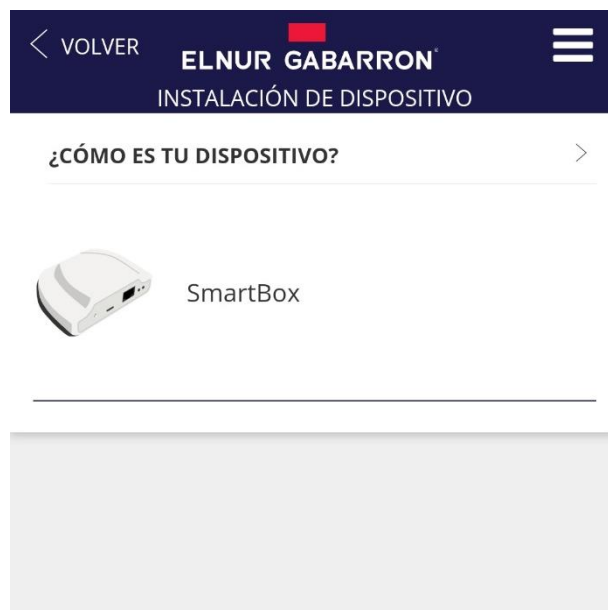 VOLVER
ELNUR GABARRON
INSTALACIÓN DE DISPOSITIVO
¿CÓMO ES TU DISPOSITIVO?
SmartBox